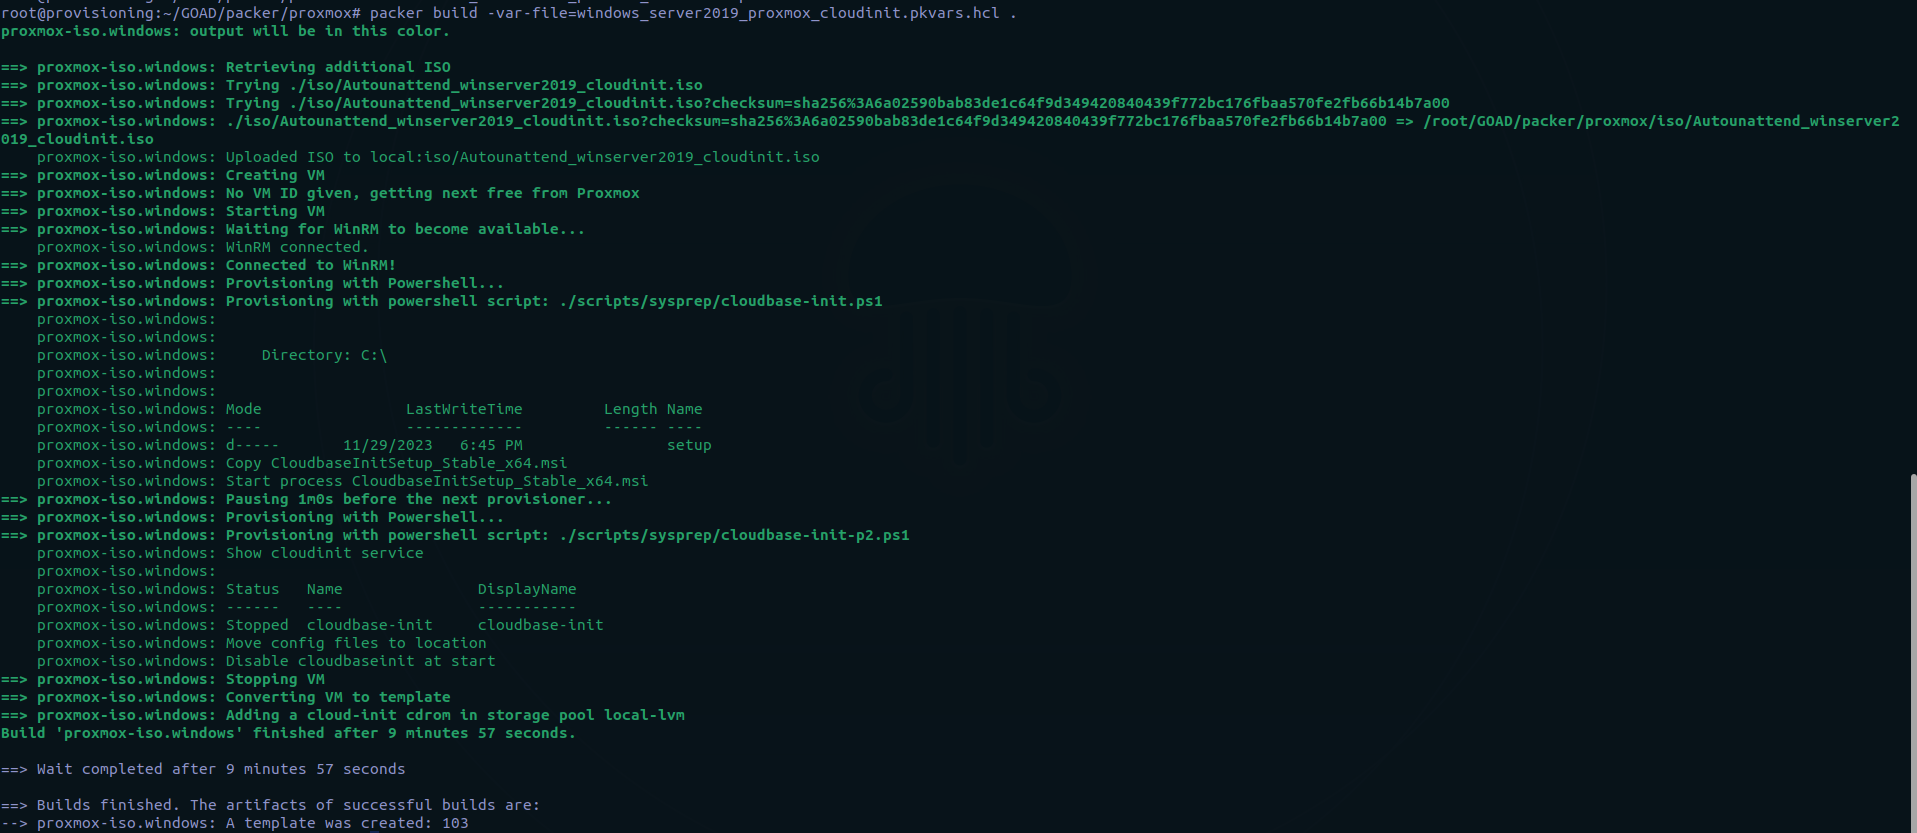 root@provisioning:~/GOAD/packer/proxmox# packer build -var-file=windows_server2019_proxmox_cloudinit.pkvars.hcl .
proxmox-iso.windows: output will be in this color.
==> proxmox-iso.windows: Retrieving additional ISO
==> proxmox-iso.windows: Trying ./iso/Autounattend_winserver2019_cloudinit.iso
==> proxmox-iso.windows: Trying ./iso/Autounattend_winserver2019_cloudinit.iso?checksum=sha256%3A6a02590bab83de1c64f9d349420840439f772bc176fbaa570fe2fb66b14b7a00
==> proxmox-iso.windows: ./iso/Autounattend_winserver2019_cloudinit.iso?checksum=sha256%3A6a02590bab83de1c64f9d349420840439f772bc176fbaa570fe2fb66b14b7a00 => /root/GOAD/packer/proxmox/iso/Autounattend_winserver2
019_cloudinit.iso
proxmox-iso.windows: Uploaded ISO to local:iso/Autounattend_winserver2019_cloudinit.iso
==> proxmox-iso.windows: Creating VM
==> proxmox-iso.windows: No VM ID given, getting next free from Proxmox
==> proxmox-iso.windows: Starting VM
==> proxmox-iso.windows: Waiting for WinRM to become available...
proxmox-iso.windows: WinRM connected.
==> proxmox-iso.windows: Connected to WinRM!
==> proxmox-iso.windows: Provisioning with Powershell...
==> proxmox-iso.windows: Provisioning with powershell script: ./scripts/sysprep/cloudbase-init.ps1
proxmox-iso.windows:
proxmox-iso.windows:
proxmox-iso.windows:     Directory: C:\
proxmox-iso.windows:
proxmox-iso.windows:
proxmox-iso.windows: Mode                LastWriteTime         Length Name
proxmox-iso.windows: ----                -------------         ------ ----
proxmox-iso.windows: d-----       11/29/2023   6:45 PM                setup
proxmox-iso.windows: Copy CloudbaseInitSetup_Stable_x64.msi
proxmox-iso.windows: Start process CloudbaseInitSetup_Stable_x64.msi
==> proxmox-iso.windows: Pausing 1m0s before the next provisioner...
==> proxmox-iso.windows: Provisioning with Powershell...
==> proxmox-iso.windows: Provisioning with powershell script: ./scripts/sysprep/cloudbase-init-p2.ps1
proxmox-iso.windows: Show cloudinit service
proxmox-iso.windows:
proxmox-iso.windows: Status   Name               DisplayName
proxmox-iso.windows: ------   ----               -----------
proxmox-iso.windows: Stopped  cloudbase-init     cloudbase-init
proxmox-iso.windows: Move config files to location
proxmox-iso.windows: Disable cloudbaseinit at start
==> proxmox-iso.windows: Stopping VM
==> proxmox-iso.windows: Converting VM to template
==> proxmox-iso.windows: Adding a cloud-init cdrom in storage pool local-lvm
Build 'proxmox-iso.windows' finished after 9 minutes 57 seconds.
==> Wait completed after 9 minutes 57 seconds
==> Builds finished. The artifacts of successful builds are:
--> proxmox-iso.windows: A template was created: 103